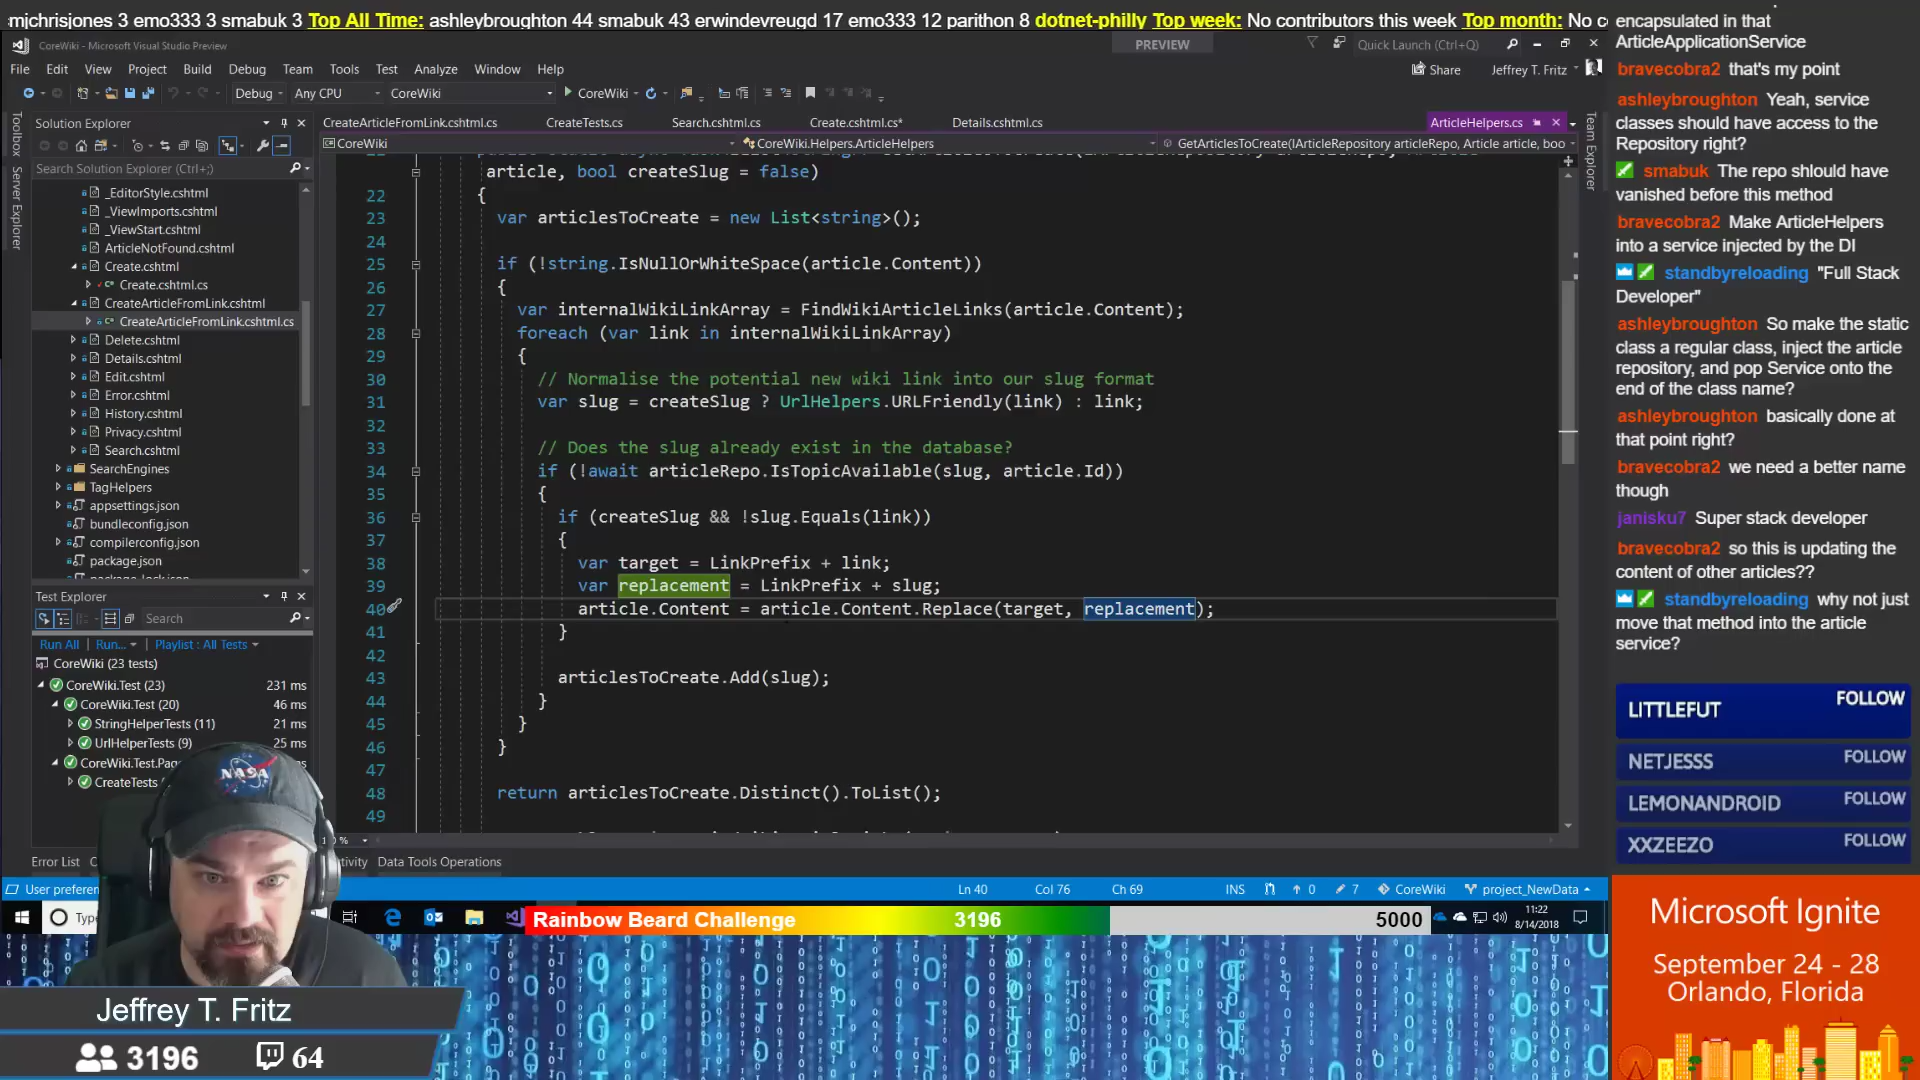 mjchrisjones 3 emo333 3 smabuk 3 Top All Time: ashleybroughton 44 smabuk 43 erwindevreugd 17 emo333 12 parithon 8 dotnet-philly Top week: No contributors this week Top month: No co
CoreWiki - Microsoft Visual Studio Preview
PREVIEW
Quick Launch (Ctrl+Q)
File Edit View Project Build Debug Team Tools Test Analyze Window Help
Share
Jeffrey T. Fritz
Debug
Any CPU
CoreWiki
CoreWiki
Toolbox
Server Explorer
Team Explorer
Solution Explorer
Search Solution Explorer (Ctrl+;)
_EditorStyle.cshtml
_ViewImports.cshtml
_ViewStart.cshtml
ArticleNotFound.cshtml
Create.cshtml
Create.cshtml.cs
CreateArticleFromLink.cshtml
CreateArticleFromLink.cshtml.cs
Delete.cshtml
Details.cshtml
Edit.cshtml
Error.cshtml
History.cshtml
Privacy.cshtml
Search.cshtml
SearchEngines
TagHelpers
appsettings.json
bundleconfig.json
compilerconfig.json
package.json
Test Explorer
Search
Run All Run... Playlist : All Tests
CoreWiki (23 tests)
CoreWiki.Test (23) 231 ms
CoreWiki.Test (20) 46 ms
StringHelperTests (11) 21 ms
UrlHelperTests (9) 25 ms
CoreWiki.Test.Pag
CreateTests
CreateArticleFromLink.cshtml.cs CreateTests.cs Search.cshtml.cs Create.cshtml.cs* Details.cshtml.cs ArticleHelpers.cs
CoreWiki
CoreWiki.Helpers.ArticleHelpers
GetArticlesToCreate(IArticleRepository articleRepo, Article article, boo
article, bool createSlug = false)
22 {
23 var articlesToCreate = new List<string>();
24
25 if (!string.IsNullOrWhiteSpace(article.Content))
26 {
27 var internalWikiLinkArray = FindWikiArticleLinks(article.Content);
28 foreach (var link in internalWikiLinkArray)
29 {
30 // Normalise the potential new wiki link into our slug format
31 var slug = createSlug ? UrlHelpers.URLFriendly(link) : link;
32
33 // Does the slug already exist in the database?
34 if (!await articleRepo.IsTopicAvailable(slug, article.Id))
35 {
36 if (createSlug && !slug.Equals(link))
37 {
38 var target = LinkPrefix + link;
39 var replacement = LinkPrefix + slug;
40 article.Content = article.Content.Replace(target, replacement);
41 }
42
43 articlesToCreate.Add(slug);
44 }
45 }
46 }
47
48 return articlesToCreate.Distinct().ToList();
49
Error List
Data Tools Operations
User preferen
Ln 40 Col 76 Ch 69 INS
0
7
CoreWiki
project_NewData
Type
Rainbow Beard Challenge 3196 5000
11:22
8/14/2018
NASA
Jeffrey T. Fritz
3196
64
encapsulated in that
ArticleApplicationService
bravecobra2 that's my point
ashleybroughton Yeah, service
classes should have access to the
Repository right?
smabuk The repo shlould have
vanished before this method
bravecobra2 Make ArticleHelpers
into a service injected by the DI
standbyreloading "Full Stack
Developer"
ashleybroughton So make the static
class a regular class, inject the article
repository, and pop Service onto the
end of the class name?
ashleybroughton basically done at
that point right?
bravecobra2 we need a better name
though
janisku7 Super stack developer
bravecobra2 so this is updating the
content of other articles??
standbyreloading why not just
move that method into the article
service?
LITTLEFUT FOLLOW
NETJESSS FOLLOW
LEMONANDROID FOLLOW
XXZEEZO FOLLOW
Microsoft Ignite
September 24 - 28
Orlando, Florida